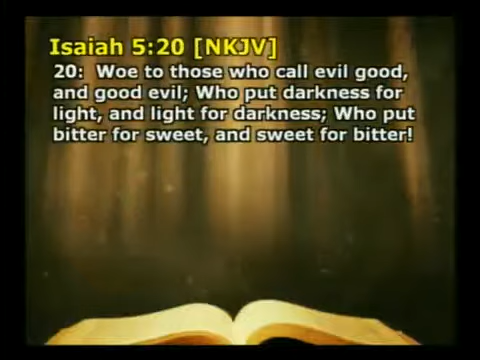 Isaiah 5:20 [NKJV]
20:  Woe to those who call evil good,
and good evil; Who put darkness for
light, and light for darkness; Who put
bitter for sweet, and sweet for bitter!